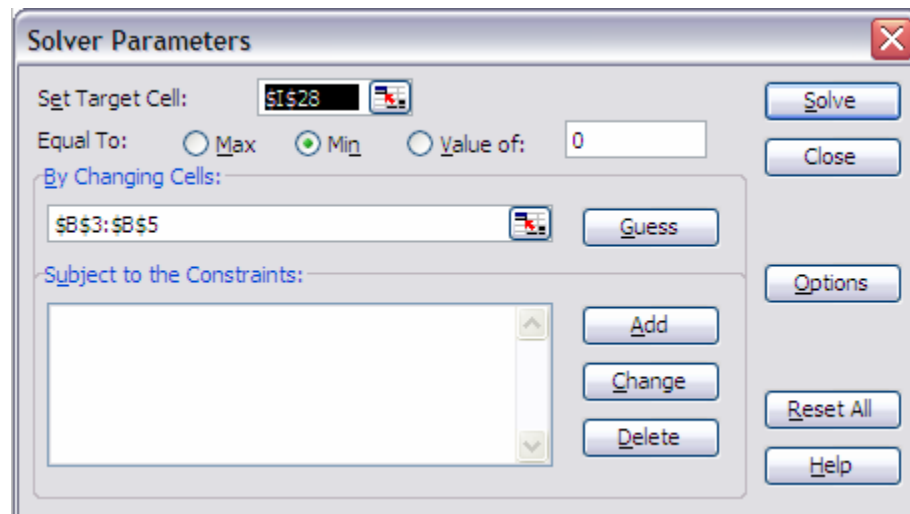 Solver Parameters
Set Target Cell: $I$28 Solve
Equal To: Max Min Value of: 0 Close
By Changing Cells:
$B$3:$B$5 Guess
Subject to the Constraints: Options
Add
Change
Reset All
Delete
Help